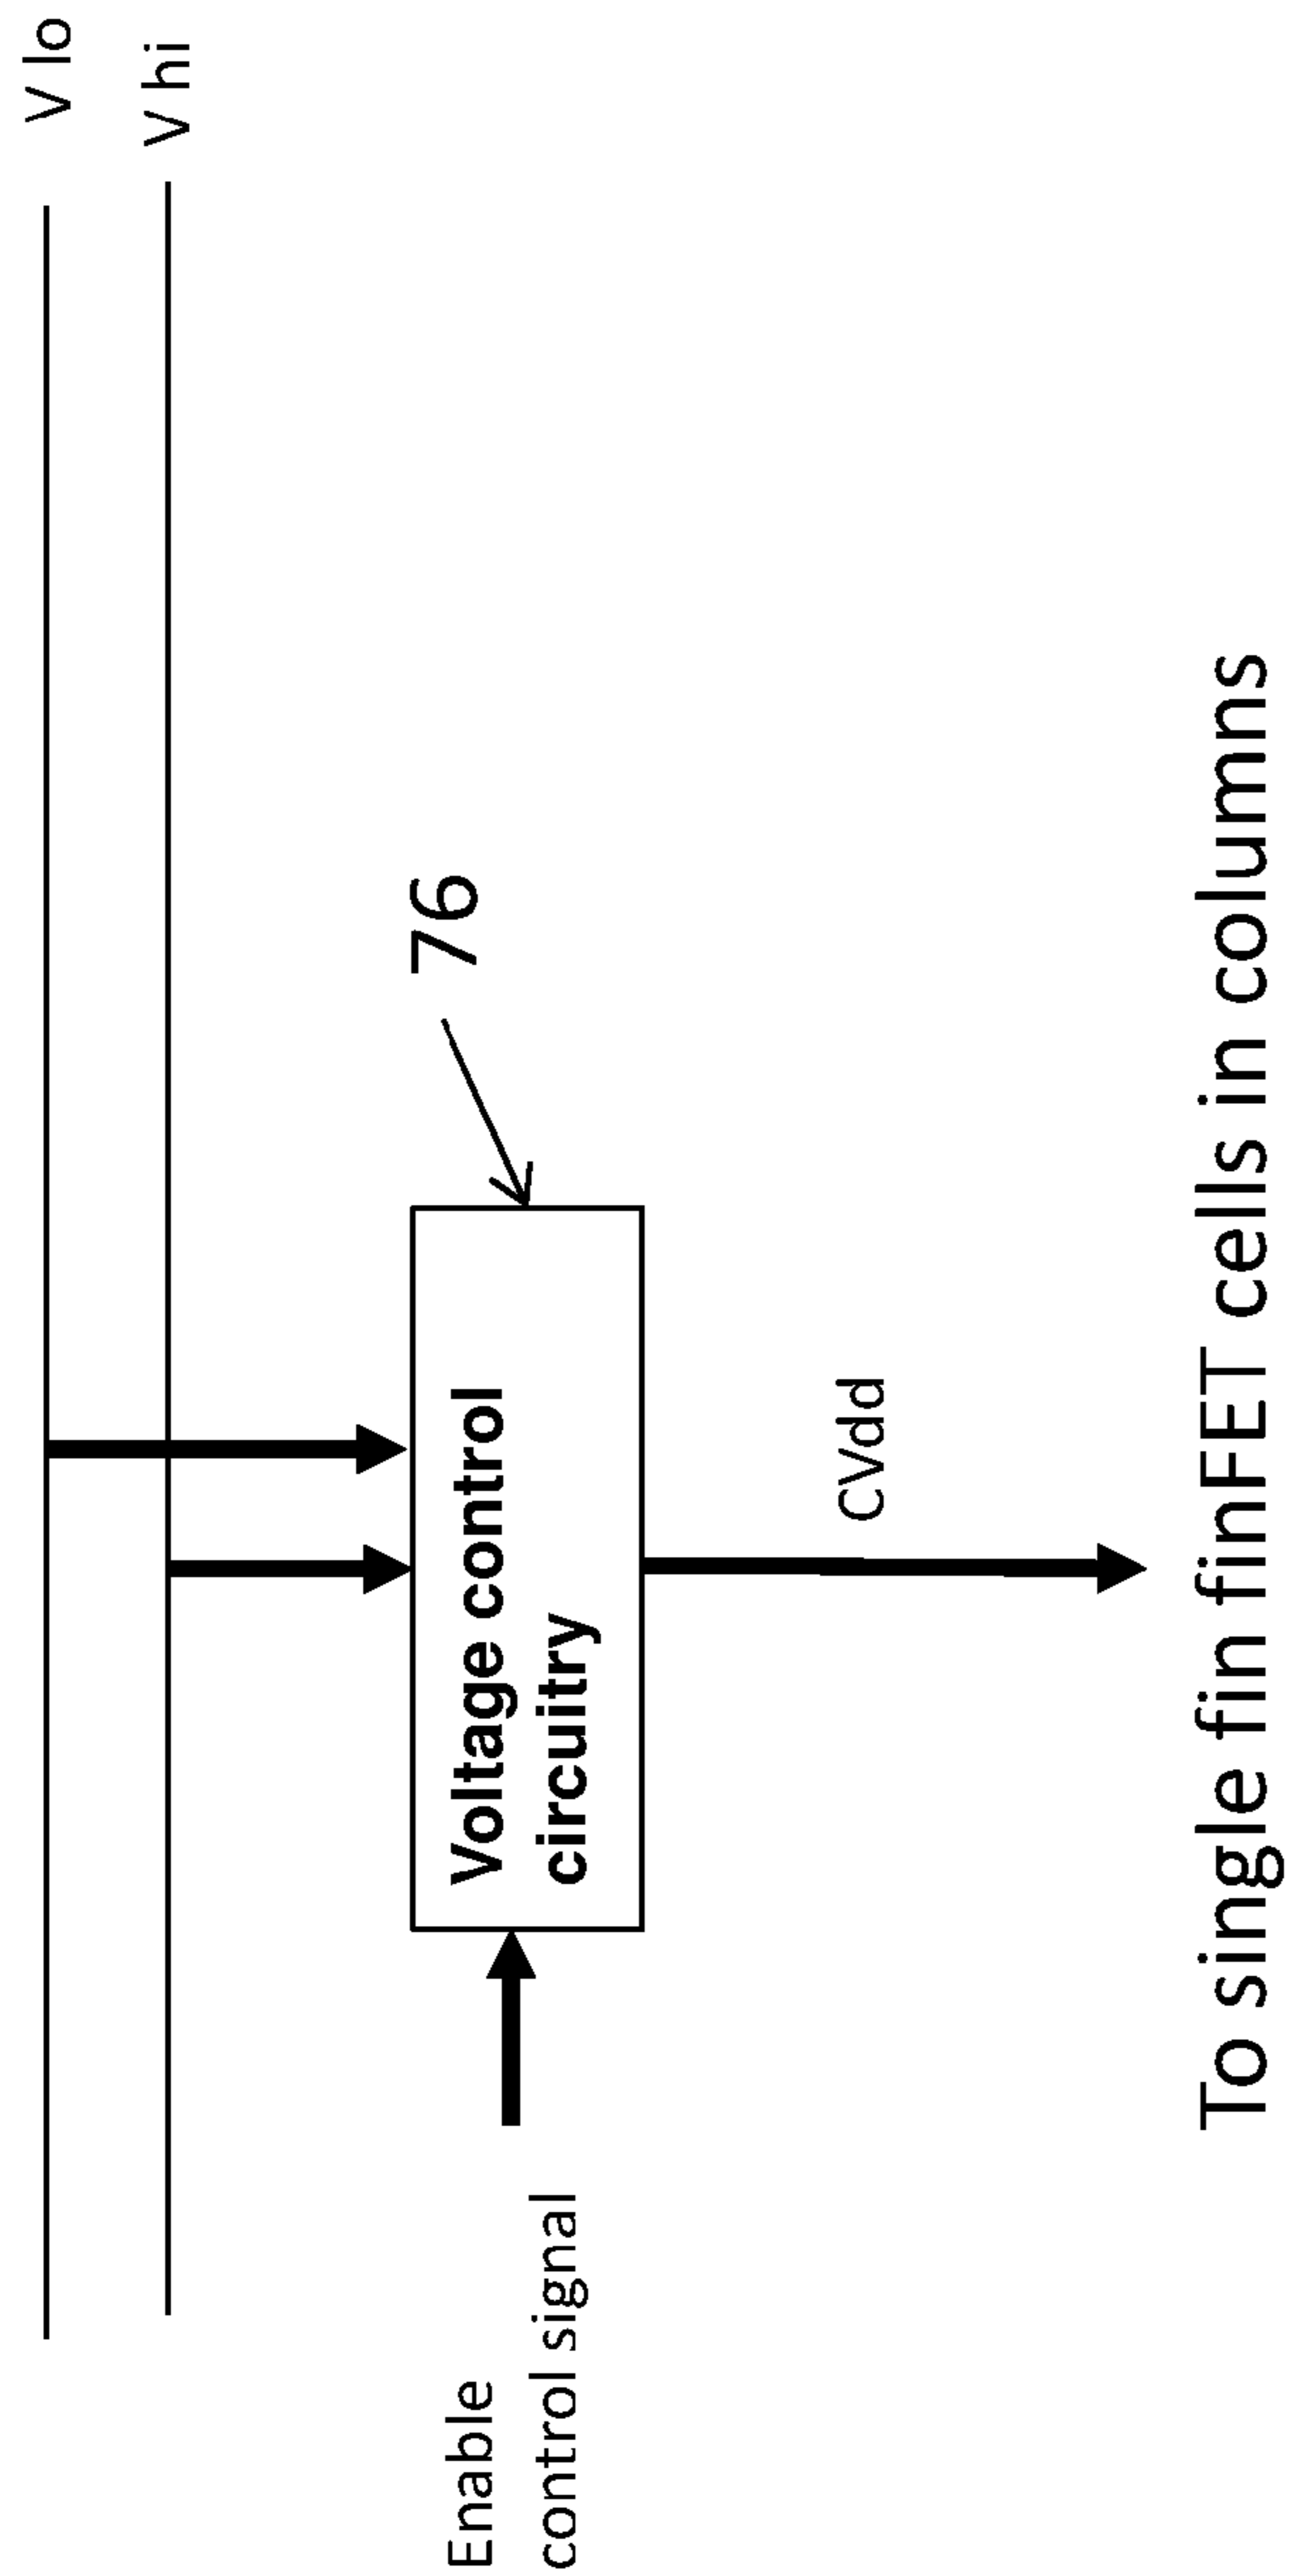 V lo
V hi
76
Voltage control
circuitry
Enable
control signal
CVdd
To single fin finFET cells in columns